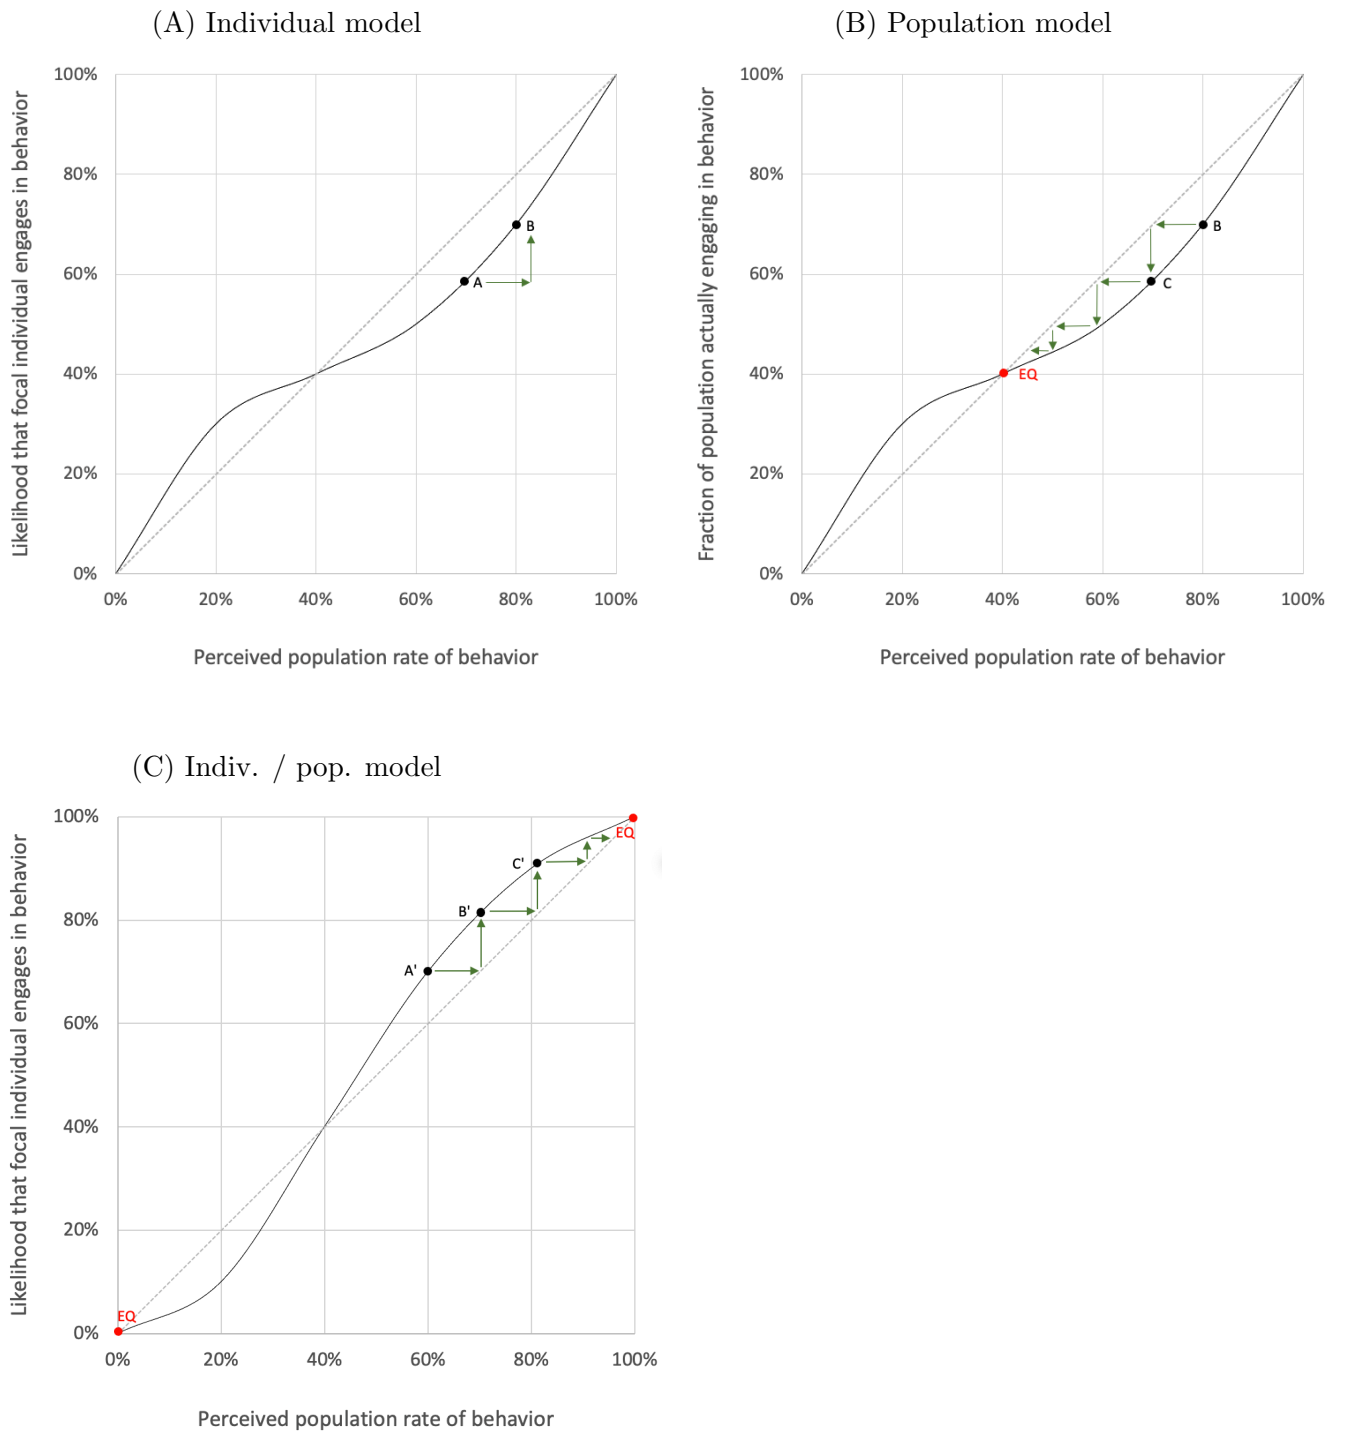 (A) Individual model
Likelihood that focal individual engages in behavior
100%
80%
60%
40%
20%
0%
B
A
0% 20% 40% 60% 80% 100%
Perceived population rate of behavior
(B) Population model
Fraction of population actually engaging in behavior
100%
80%
60%
40%
20%
0%
B
C
EQ
0% 20% 40% 60% 80% 100%
Perceived population rate of behavior
(C) Indiv. / pop. model
Likelihood that focal individual engages in behavior
100%
80%
60%
40%
20%
0%
EQ
C'
B'
A'
EQ
0% 20% 40% 60% 80% 100%
Perceived population rate of behavior